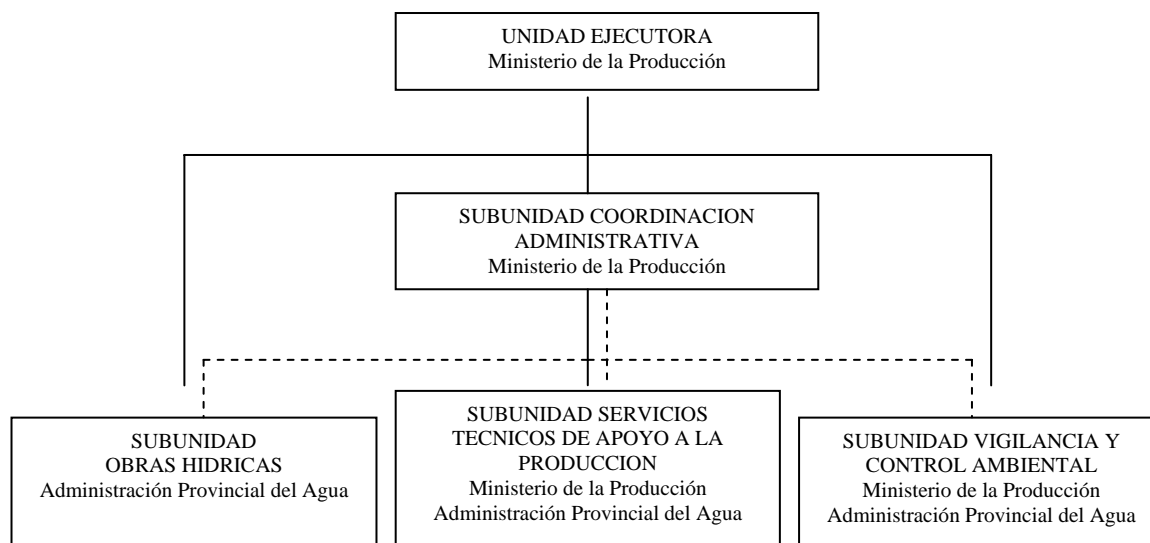 UNIDAD EJECUTORA
Ministerio de la Producción
SUBUNIDAD COORDINACION
ADMINISTRATIVA
Ministerio de la Producción
SUBUNIDAD
OBRAS HIDRICAS
Administración Provincial del Agua
SUBUNIDAD SERVICIOS
TECNICOS DE APOYO A LA
PRODUCCION
Ministerio de la Producción
Administración Provincial del Agua
SUBUNIDAD VIGILANCIA Y
CONTROL AMBIENTAL
Ministerio de la Producción
Administración Provincial del Agua